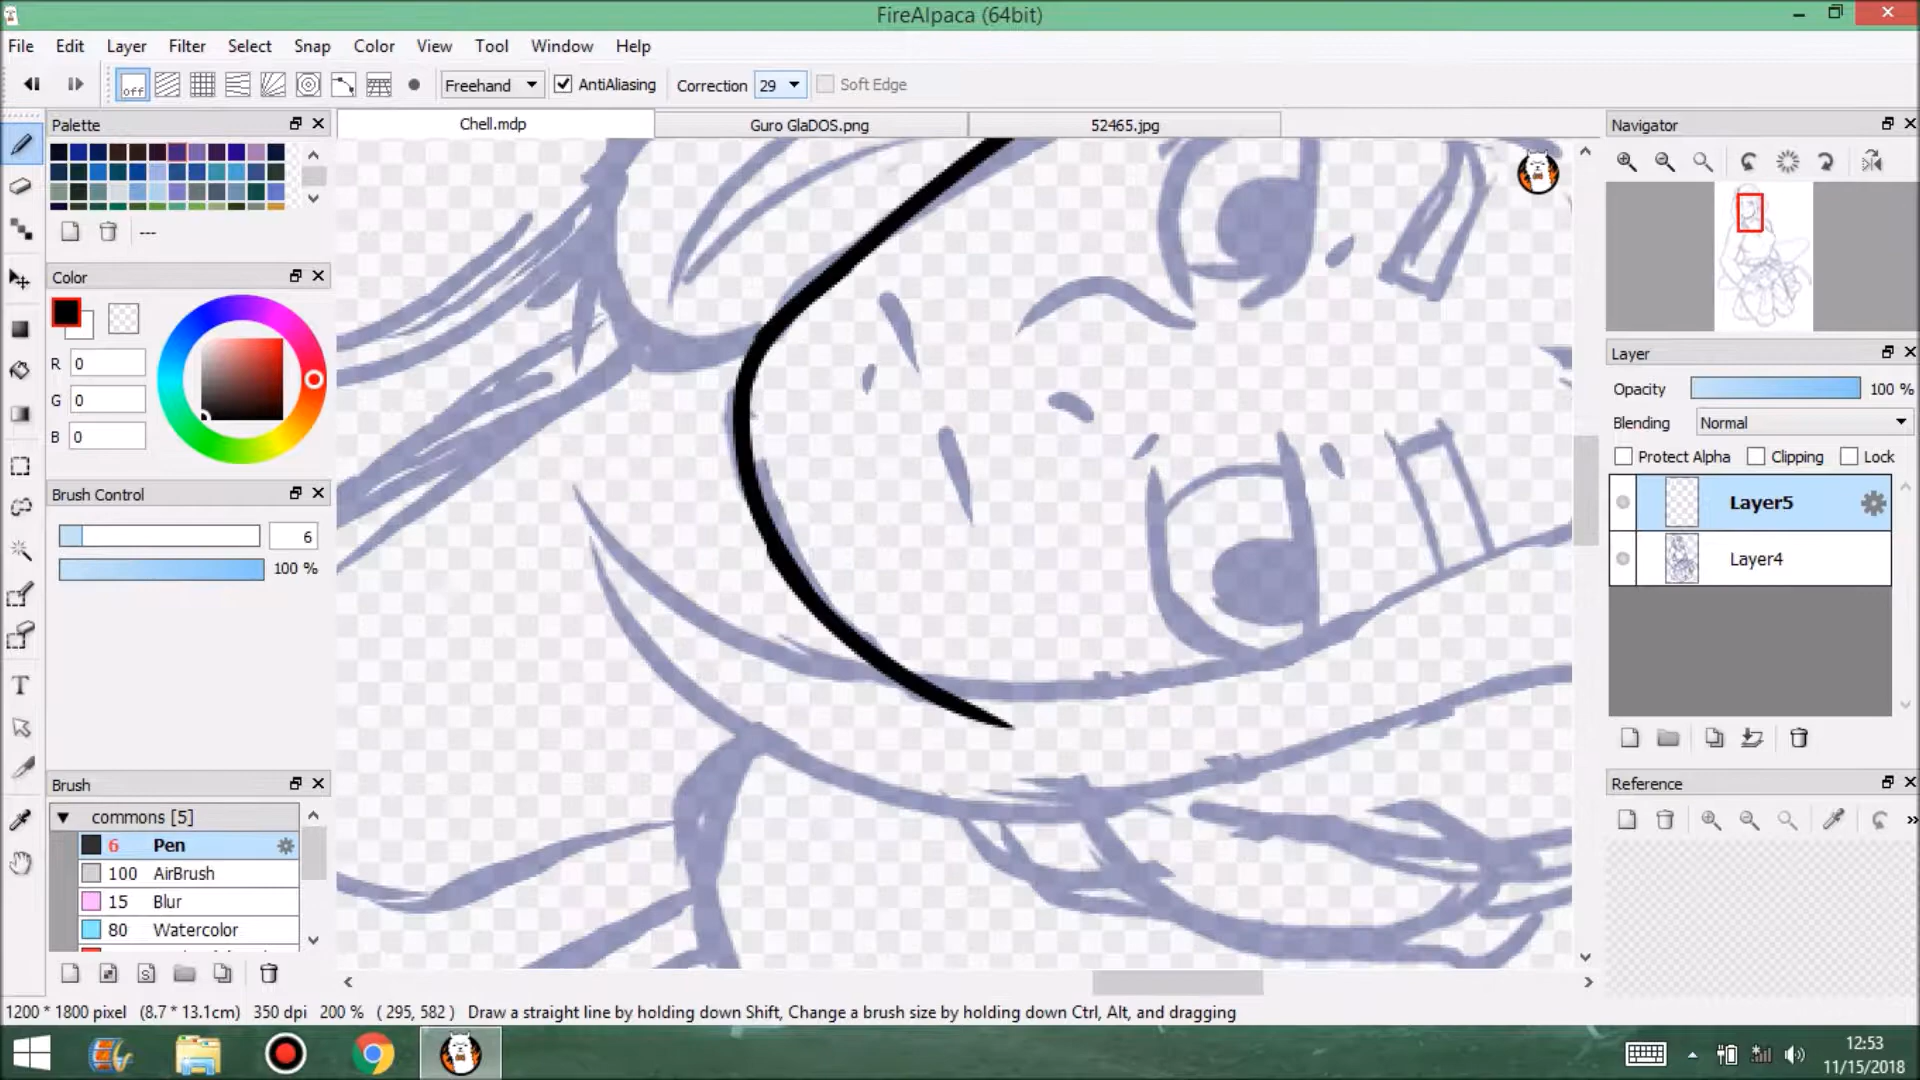 FireAlpaca (64bit)
File Edit Layer Filter Select Snap Color View Tool Window Help
off Freehand AntiAliasing Correction 29 Soft Edge
Palette
Chell.mdp Guro GlaDOS.png 52465.jpg
Navigator
---
Color
R 0
G 0
B 0
Layer
Opacity 100 %
Blending Normal
Protect Alpha Clipping Lock
Layer5
Layer4
Brush Control
6
100 %
Brush
commons [5]
6 Pen
100 AirBrush
15 Blur
80 Watercolor
Reference
1200 * 1800 pixel (8.7 * 13.1cm) 350 dpi 200 % ( 295, 582 ) Draw a straight line by holding down Shift, Change a brush size by holding down Ctrl, Alt, and dragging
12:53
11/15/2018